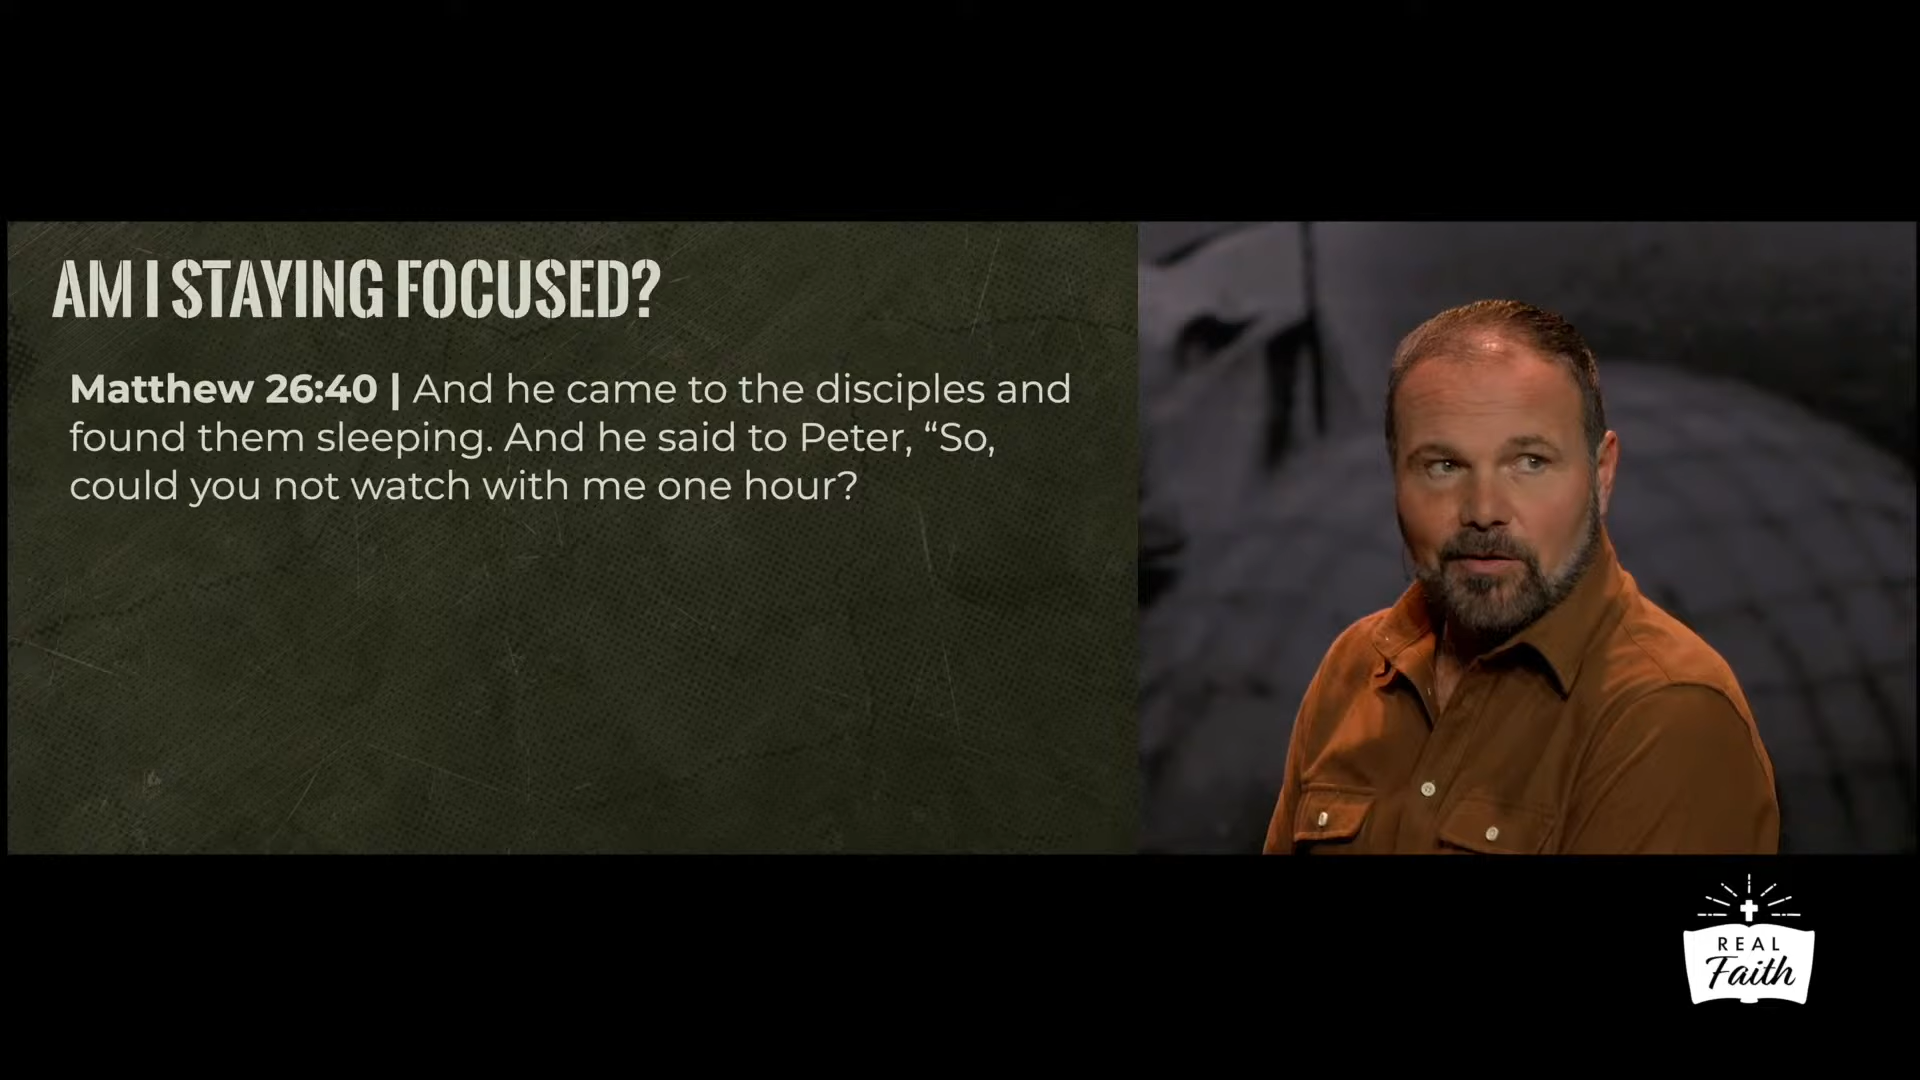 AM I STAYING FOCUSED?
Matthew 26:40 | And he came to the disciples and
found them sleeping. And he said to Peter, “So,
could you not watch with me one hour?
REAL
Faith